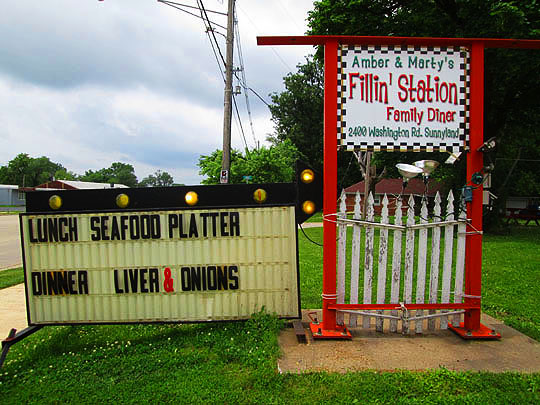 Amber & Marty's
Fillin' Station
Family Diner
2400 Washington Rd. Sunnyland
LUNCH SEAFOOD PLATTER
DINNER LIVER & ONIONS